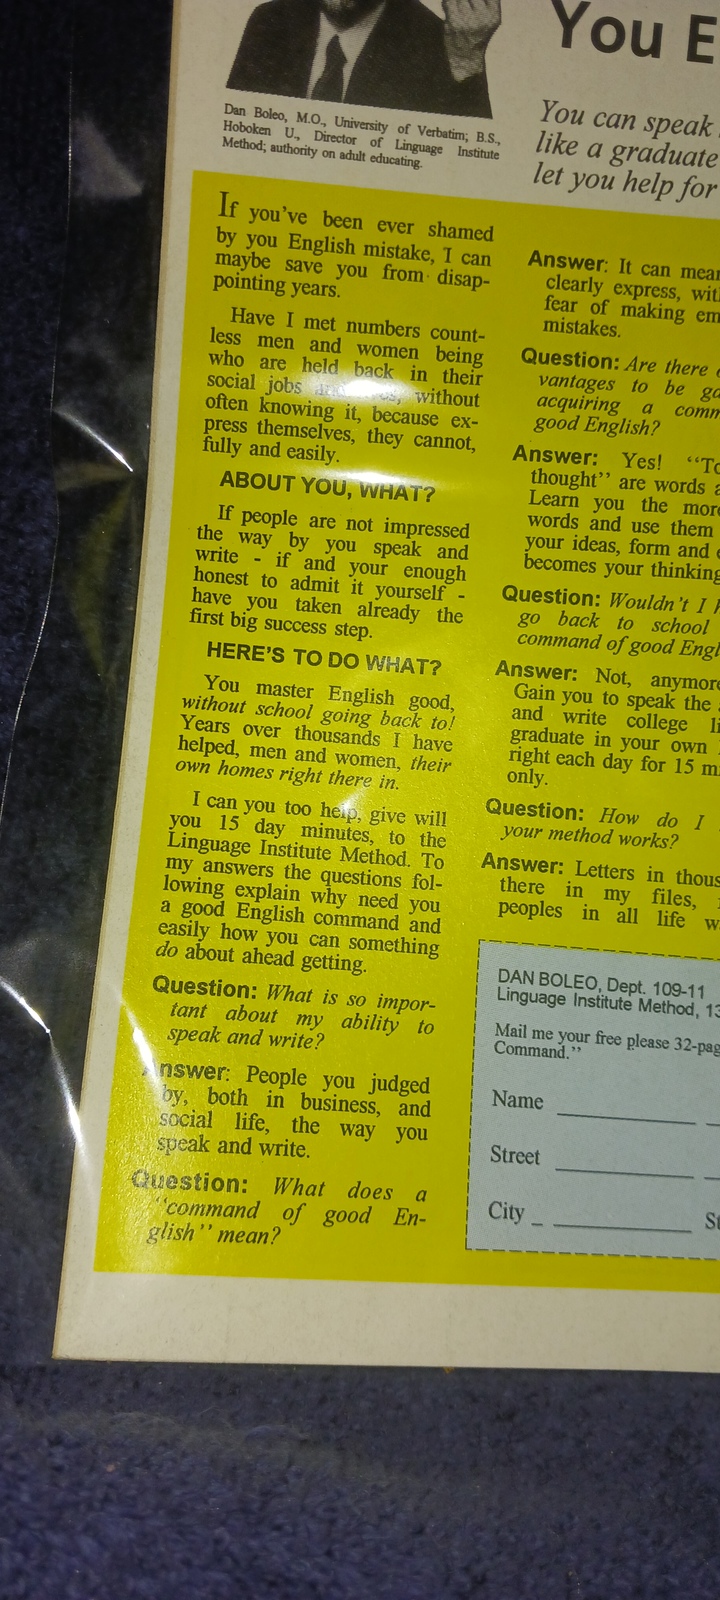 You E
Dan Boleo, M.O., University of Verbatim; B.S.,
Hoboken U., Director of Linguage Institute
Method; authority on adult educating.
You can speak
like a graduate
let you help for
If you've been ever shamed
by you English mistake, I can
maybe save you from disap-
pointing years.
Have I met numbers count-
less men and women being
who are held back in their
social jobs without
often knowing it, because ex-
press themselves, they cannot,
fully and easily.
ABOUT YOU, WHAT?
If people are not impressed
the way by you speak and
write - if and your enough
honest to admit it yourself -
have you taken already the
first big success step.
HERE'S TO DO WHAT?
You master English good,
without school going back to!
Years over thousands I have
helped, men and women, their
own homes right there in.
I can you too help, give will
you 15 day minutes, to the
Linguage Institute Method. To
my answers the questions fol-
lowing explain why need you
a good English command and
easily how you can something
do about ahead getting.
Question: What is so impor-
tant about my ability to
speak and write?
Answer: People you judged
by, both in business, and
social life, the way you
speak and write.
Question: What does a
"command of good En-
glish" mean?
Answer: It can mean
clearly express, wit
fear of making em
mistakes.
Question: Are there
vantages to be ga
acquiring a comm
good English?
Answer: Yes! "To
thought" are words a
Learn you the mor
words and use them
your ideas, form and
becomes your thinking
Question: Wouldn't I h
go back to school
command of good Engl
Answer: Not, anymor
Gain you to speak the
and write college li
graduate in your own
right each day for 15 mi
only.
Question: How do I
your method works?
Answer: Letters in thous
there in my files,
peoples in all life w
DAN BOLEO, Dept. 109-11
Linguage Institute Method, 13
Mail me your free please 32-pag
Command."
Name
Street
City St